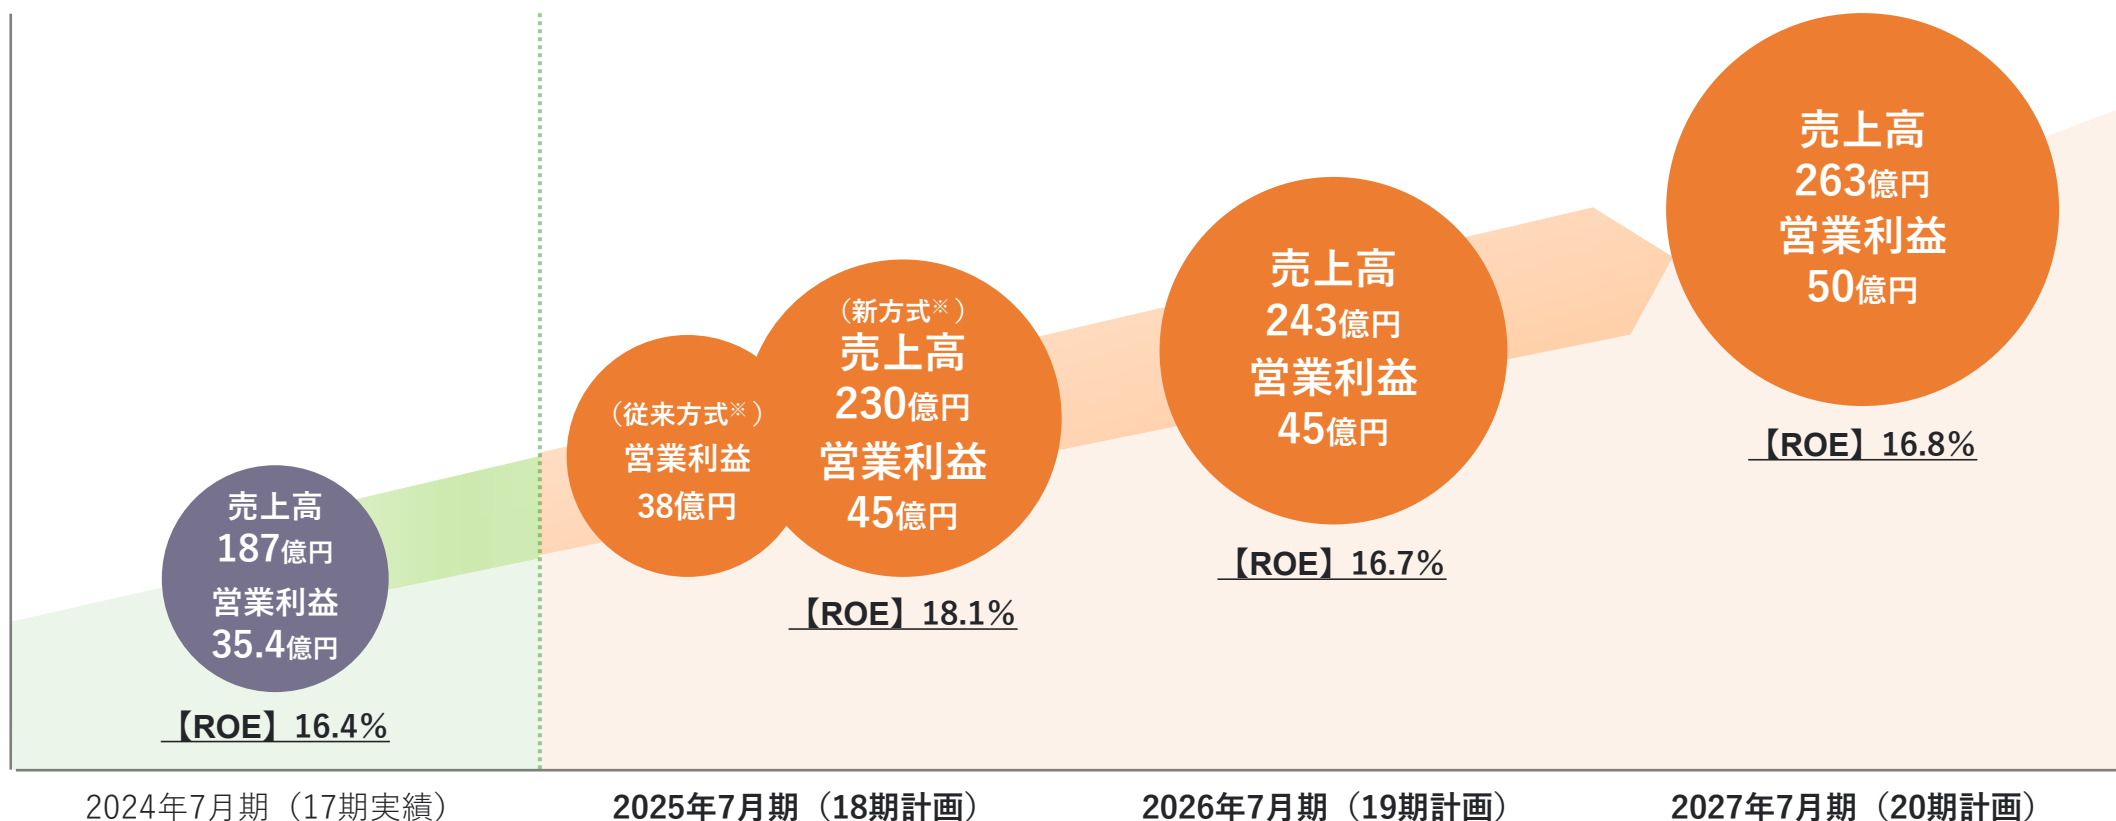 売上高
187億円
営業利益
35.4億円
【ROE】16.4%
2024年7月期（17期実績）
（従来方式※）
営業利益
38億円
（新方式※）
売上高
230億円
営業利益
45億円
【ROE】18.1%
2025年7月期（18期計画）
売上高
243億円
営業利益
45億円
【ROE】16.7%
2026年7月期（19期計画）
売上高
263億円
営業利益
50億円
【ROE】16.8%
2027年7月期（20期計画）